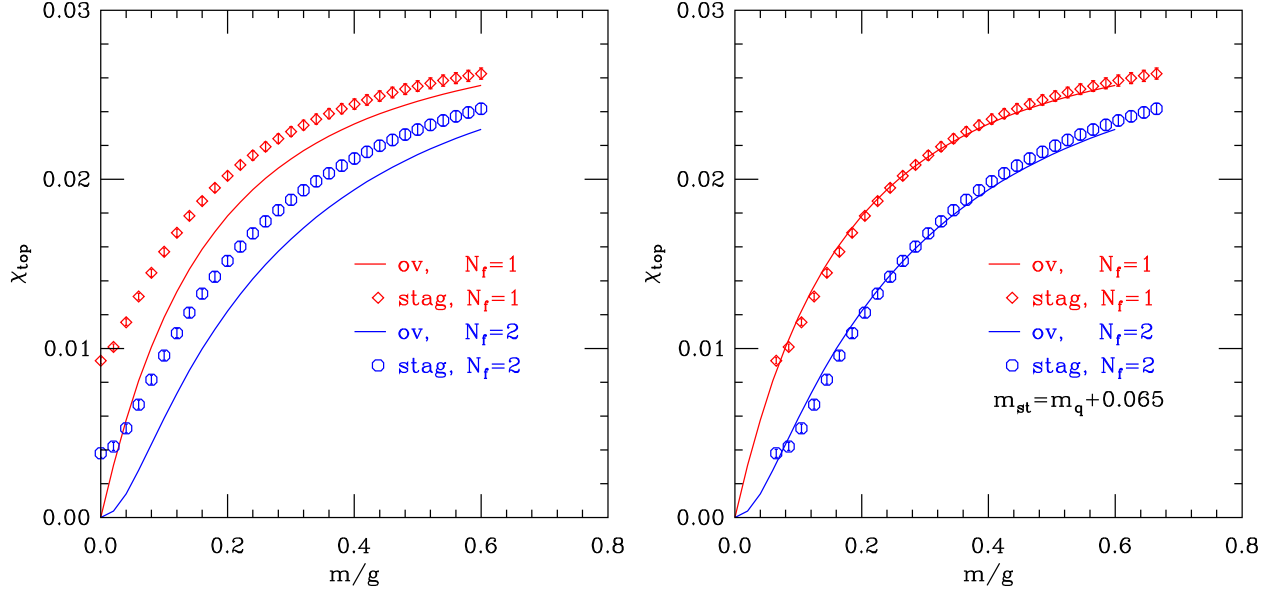 0.03
0.02
0.01
0.00
χtop
0.0 0.2 0.4 0.6 0.8
m/g
ov, Nf=1
stag, Nf=1
ov, Nf=2
stag, Nf=2
0.03
0.02
0.01
0.00
χtop
0.0 0.2 0.4 0.6 0.8
m/g
ov, Nf=1
stag, Nf=1
ov, Nf=2
stag, Nf=2
mst=mq+0.065